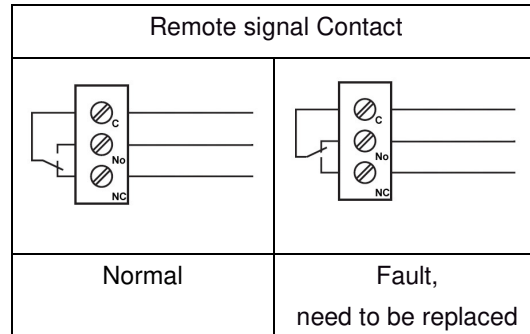 Remote signal Contact
C
No
NC
C
No
NC
Normal
Fault,
need to be replaced